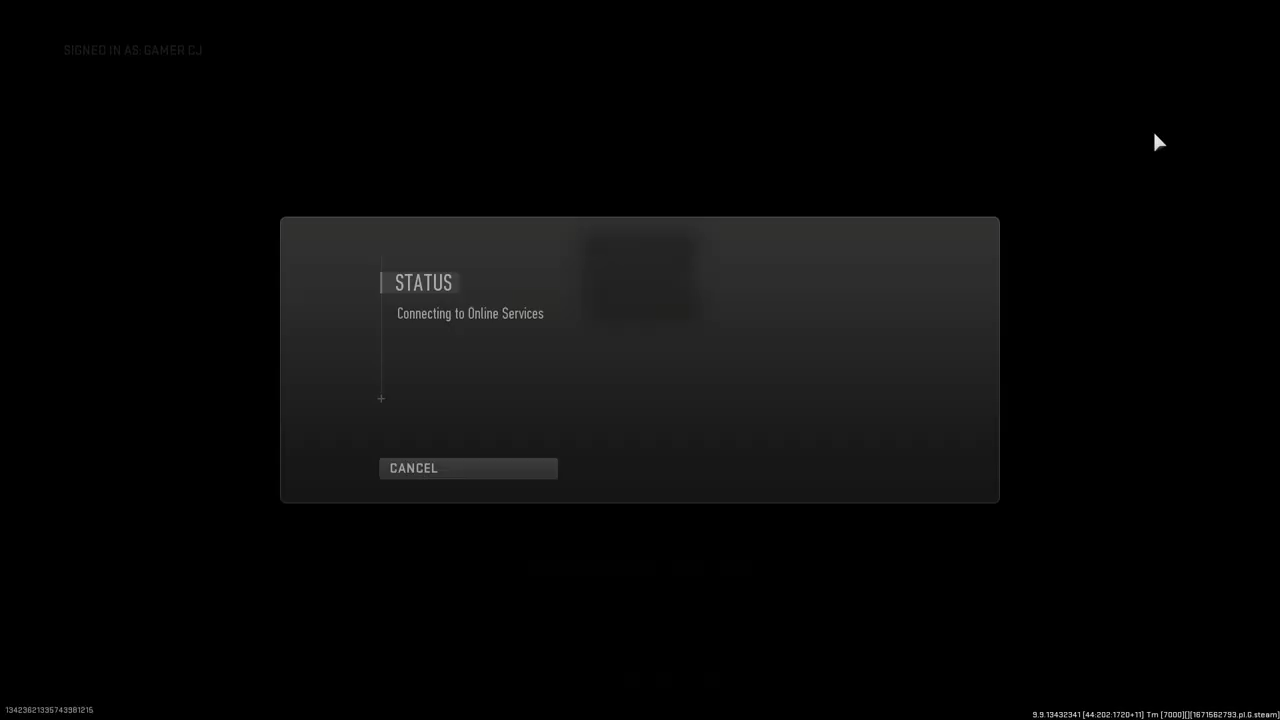 SIGNED IN AS: GAMER CJ
STATUS
Connecting to Online Services
CANCEL
13423621335743981215
9.9.13432341 [44:202:1720+11] Tm [7000][][1671562793.pl.G.steam]